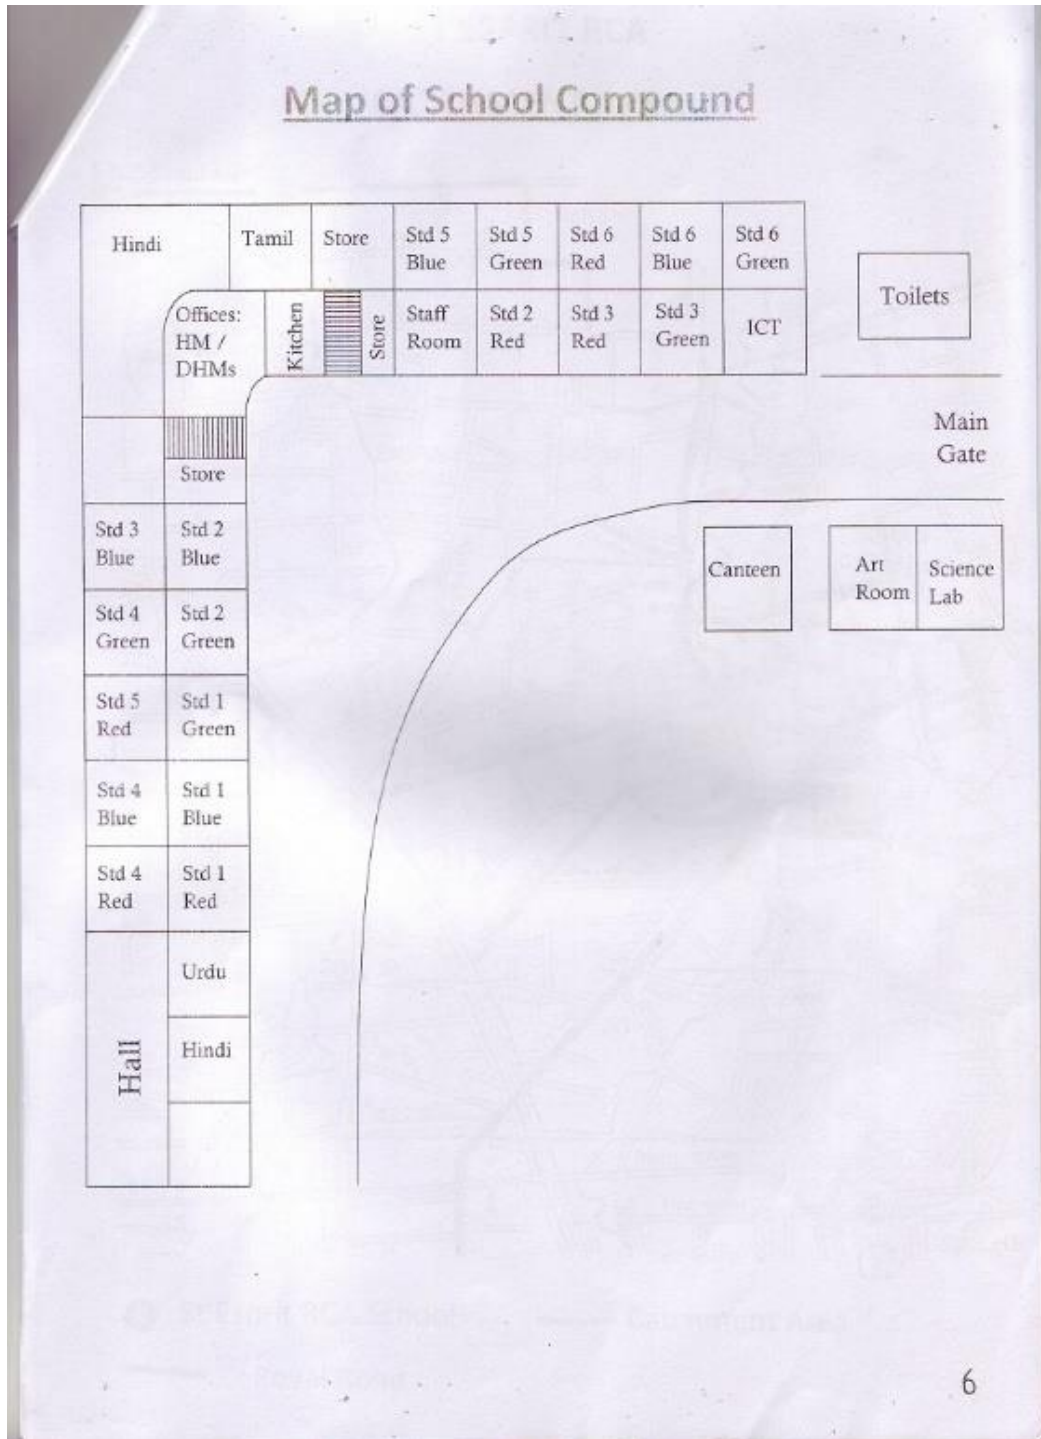 Map of School Compound
Hindi
Tamil
Store
Std 5
Blue
Std 5
Green
Std 6
Red
Std 6
Blue
Std 6
Green
Toilets
Offices:
HM /
DHMs
Kitchen
Store
Staff
Room
Std 2
Red
Std 3
Red
Std 3
Green
ICT
Main
Gate
Store
Std 3
Blue
Std 2
Blue
Canteen
Art
Room
Science
Lab
Std 4
Green
Std 2
Green
Std 5
Red
Std 1
Green
Std 4
Blue
Std 1
Blue
Std 4
Red
Std 1
Red
Urdu
Hall
Hindi
6